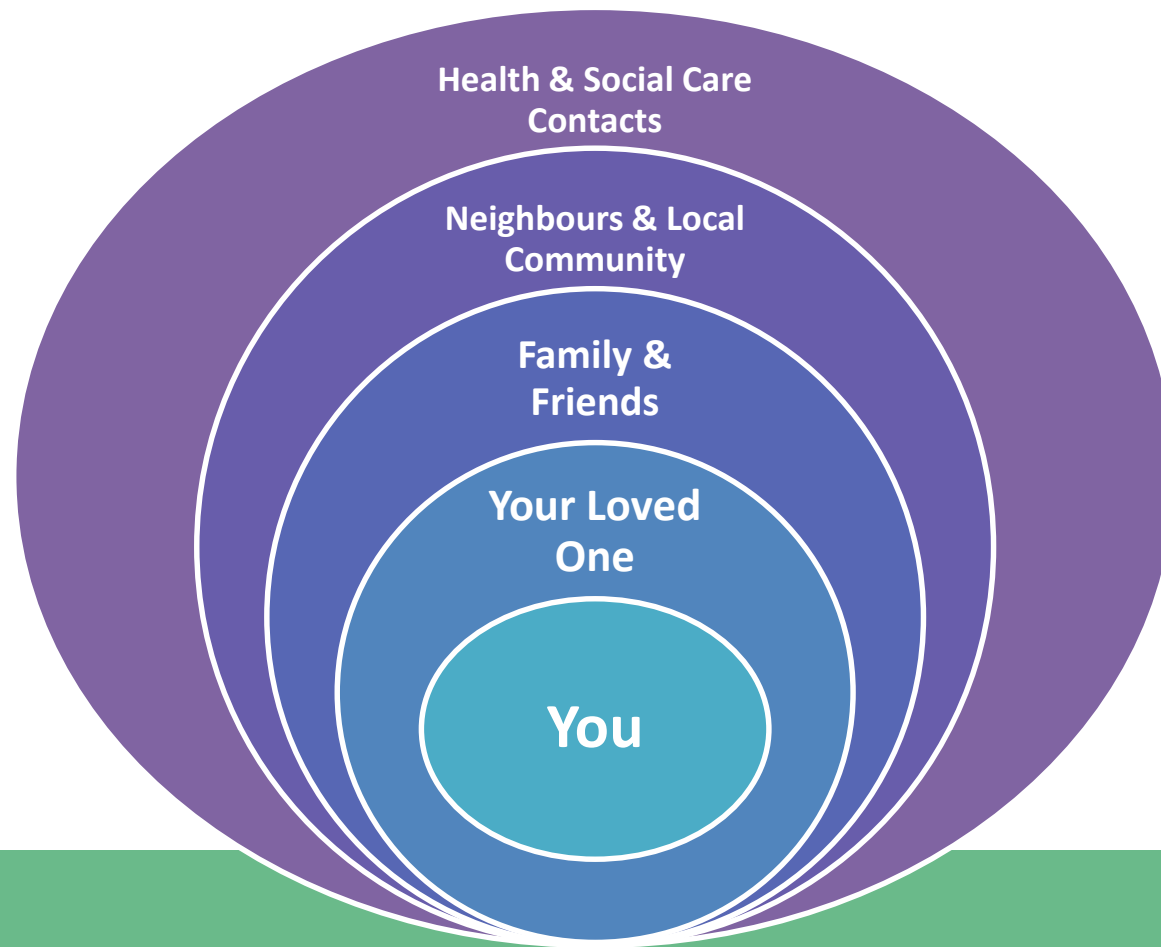 Health & Social Care
Contacts
Neighbours & Local
Community
Family &
Friends
Your Loved
One
You